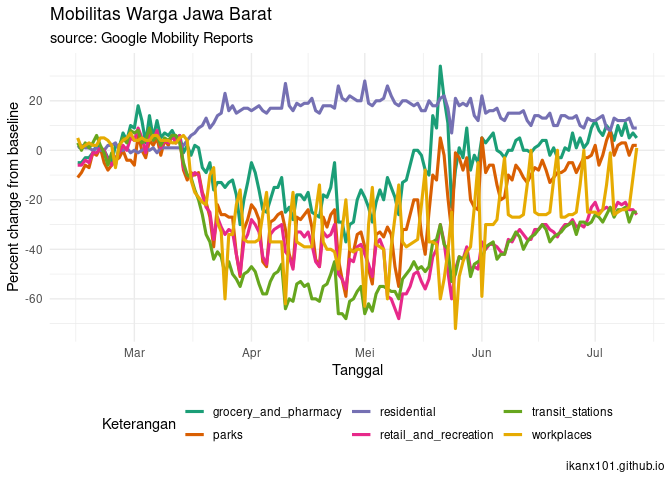 Mobilitas Warga Jawa Barat
source: Google Mobility Reports
Percent change from baseline
20
0
-20
-40
-60
Mar
Apr
Mei
Jun
Jul
Tanggal
Keterangan
grocery_and_pharmacy
residential
transit_stations
parks
retail_and_recreation
workplaces
ikanx101.github.io